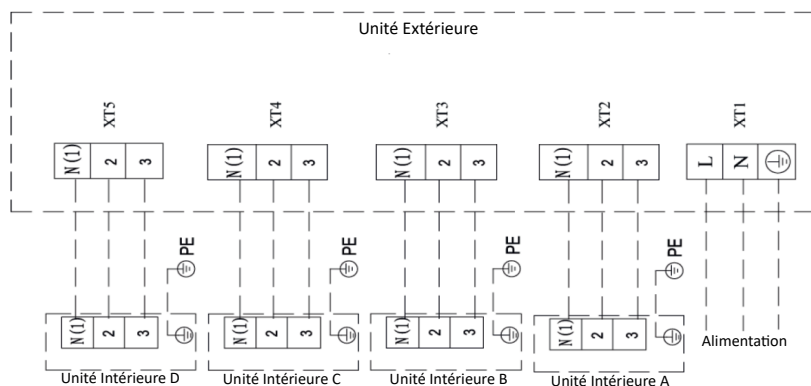 Unité Extérieure
XT5
XT4
XT3
XT2
XT1
N(1) 2 3
N(1) 2 3
N(1) 2 3
N(1) 2 3
L N
PE
PE
PE
PE
N(1) 2 3
N(1) 2 3
N(1) 2 3
N(1) 2 3
Alimentation
Unité Intérieure D
Unité Intérieure C
Unité Intérieure B
Unité Intérieure A